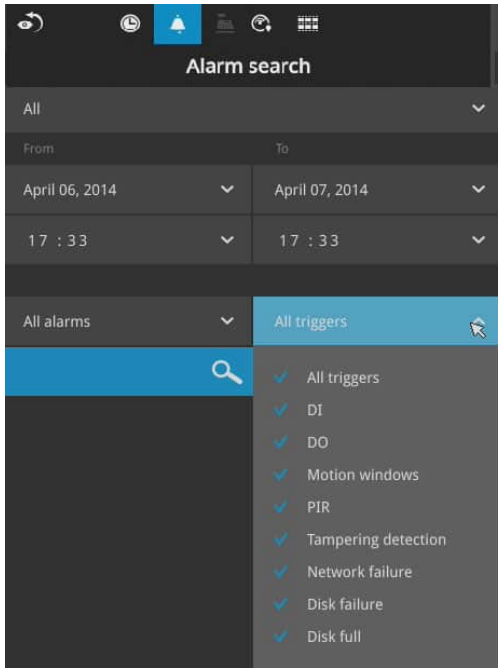 Alarm search
All
From To
April 06, 2014 April 07, 2014
17 : 33 17 : 33
All alarms All triggers
All triggers
DI
DO
Motion windows
PIR
Tampering detection
Network failure
Disk failure
Disk full